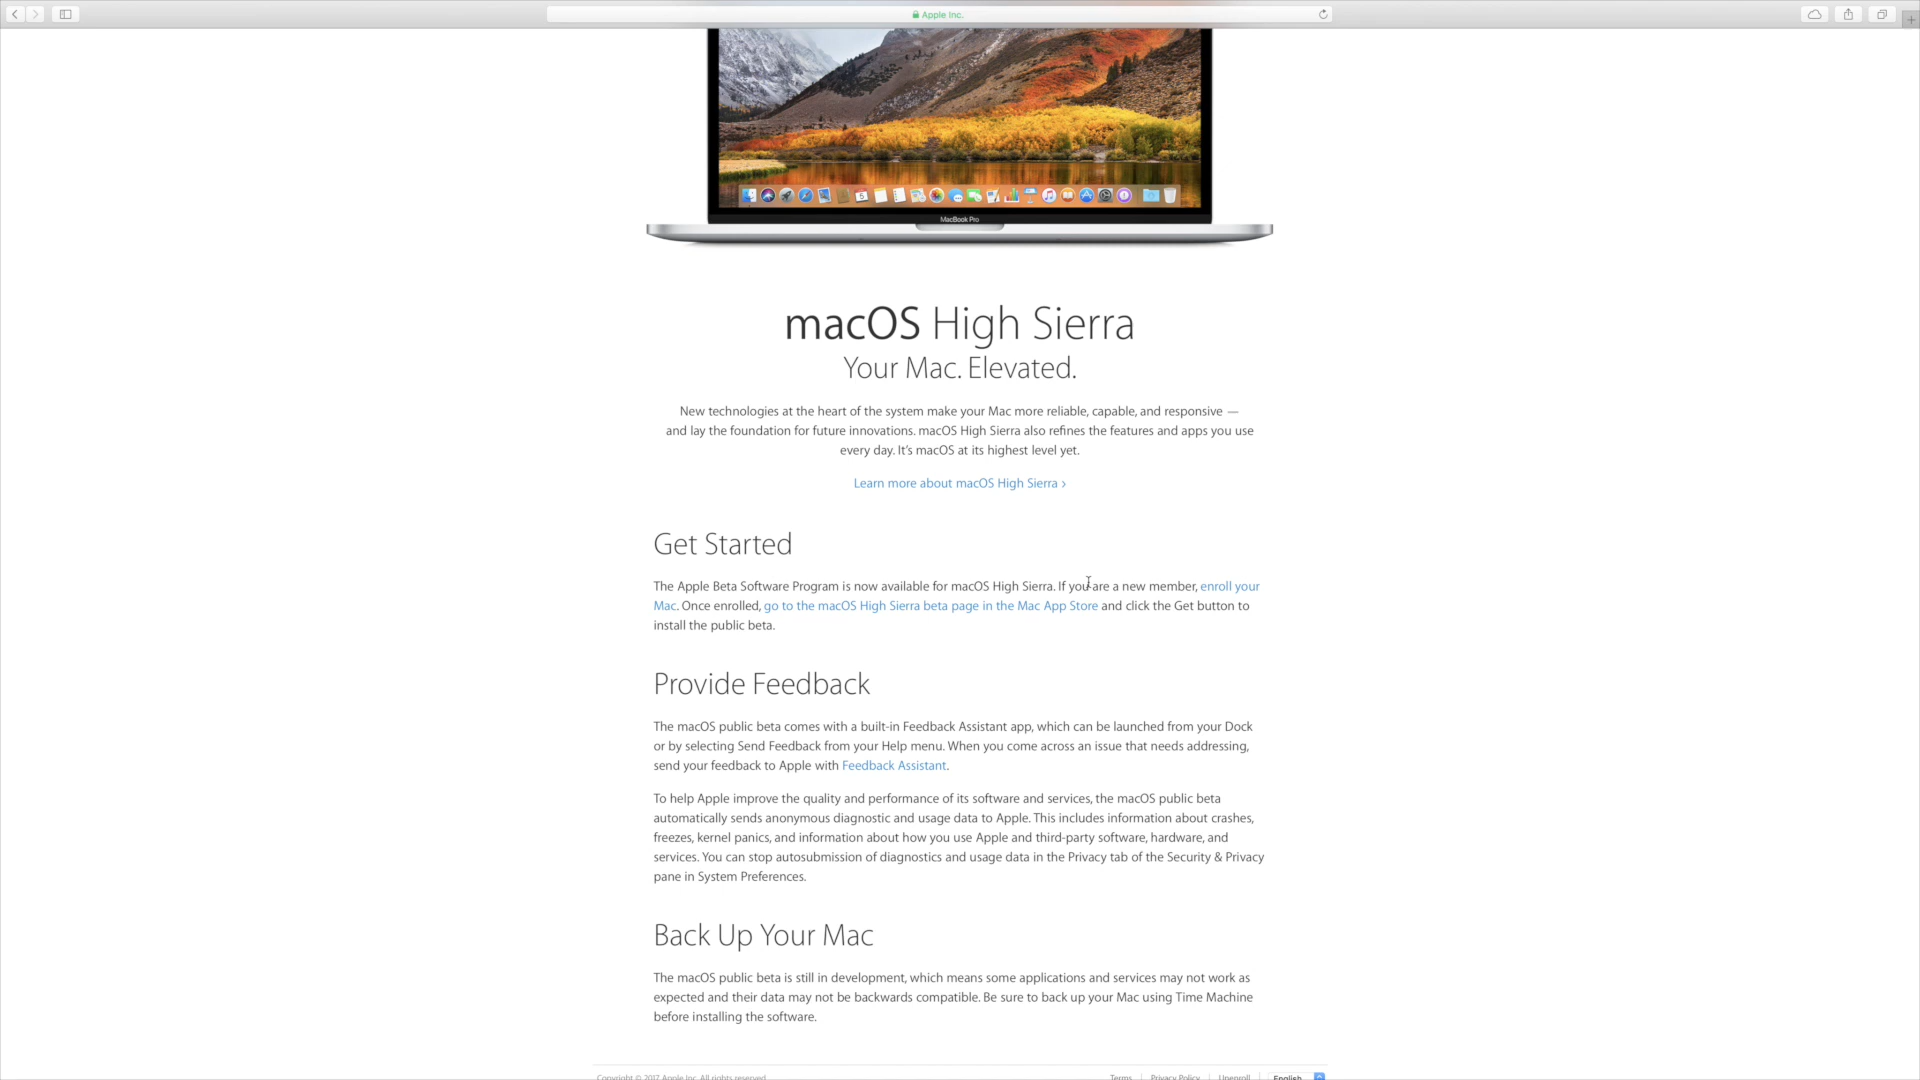 Apple Inc.
MacBook Pro
macOS High Sierra
Your Mac. Elevated.
New technologies at the heart of the system make your Mac more reliable, capable, and responsive —
and lay the foundation for future innovations. macOS High Sierra also refines the features and apps you use
every day. It’s macOS at its highest level yet.
Learn more about macOS High Sierra ›
Get Started
The Apple Beta Software Program is now available for macOS High Sierra. If you are a new member, enroll your
Mac. Once enrolled, go to the macOS High Sierra beta page in the Mac App Store and click the Get button to
install the public beta.
Provide Feedback
The macOS public beta comes with a built-in Feedback Assistant app, which can be launched from your Dock
or by selecting Send Feedback from your Help menu. When you come across an issue that needs addressing,
send your feedback to Apple with Feedback Assistant.
To help Apple improve the quality and performance of its software and services, the macOS public beta
automatically sends anonymous diagnostic and usage data to Apple. This includes information about crashes,
freezes, kernel panics, and information about how you use Apple and third-party software, hardware, and
services. You can stop autosubmission of diagnostics and usage data in the Privacy tab of the Security & Privacy
pane in System Preferences.
Back Up Your Mac
The macOS public beta is still in development, which means some applications and services may not work as
expected and their data may not be backwards compatible. Be sure to back up your Mac using Time Machine
before installing the software.
Copyright © 2017 Apple Inc. All rights reserved. Terms Privacy Policy Unenroll English